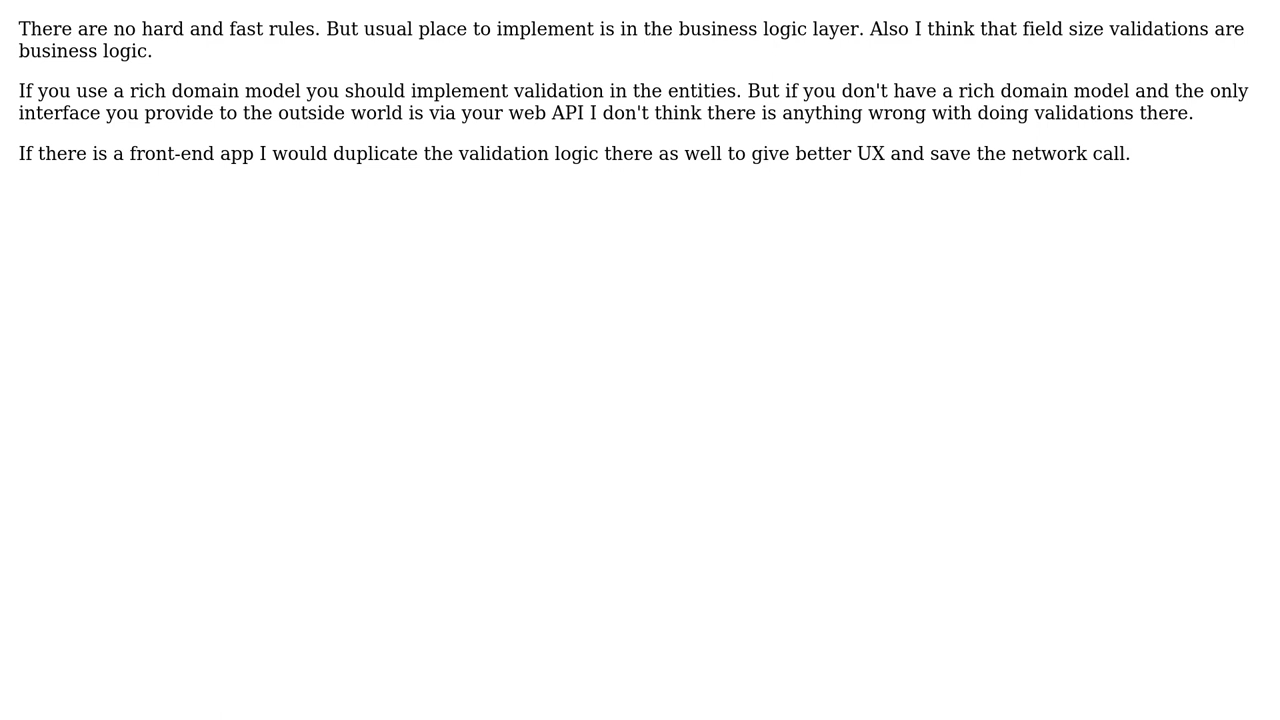 There are no hard and fast rules. But usual place to implement is in the business logic layer. Also I think that field size validations are
business logic.
If you use a rich domain model you should implement validation in the entities. But if you don't have a rich domain model and the only
interface you provide to the outside world is via your web API I don't think there is anything wrong with doing validations there.
If there is a front-end app I would duplicate the validation logic there as well to give better UX and save the network call.